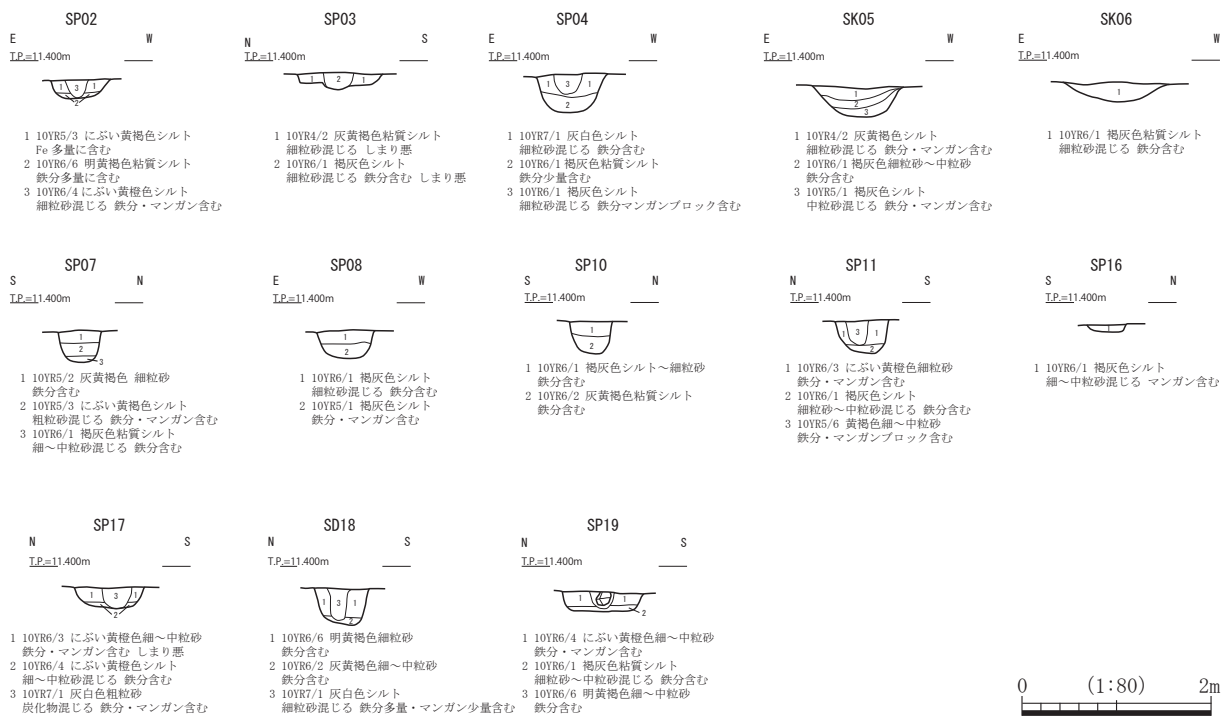 SP02
E W
T.P.=11.400m
1 3 1
2
1 10YR5/3 にぶい黄褐色シルト
Fe 多量に含む
2 10YR6/6 明黄褐色粘質シルト
鉄分多量に含む
3 10YR6/4 にぶい黄橙色シルト
細粒砂混じる 鉄分・マンガン含む
SP03
N S
T.P.=11.400m
1 2 1
1 10YR4/2 灰黄褐色粘質シルト
細粒砂混じる しまり悪
2 10YR6/1 褐灰色シルト
細粒砂混じる 鉄分含む しまり悪
SP04
E W
T.P.=11.400m
1 3 1
2
1 10YR7/1 灰白色シルト
細粒砂混じる 鉄分含む
2 10YR6/1 褐灰色粘質シルト
鉄分少量含む
3 10YR6/1 褐灰色シルト
細粒砂混じる 鉄分マンガンブロック含む
SK05
E W
T.P.=11.400m
1
2
3
1 10YR4/2 灰黄褐色シルト
細粒砂混じる 鉄分・マンガン含む
2 10YR6/1 褐灰色細粒砂～中粒砂
鉄分含む
3 10YR5/1 褐灰色シルト
中粒砂混じる 鉄分・マンガン含む
SK06
E W
T.P.=11.400m
1
1 10YR6/1 褐灰色粘質シルト
細粒砂混じる 鉄分含む
SP07
S N
T.P.=11.400m
1
2
3
1 10YR5/2 灰黄褐色 細粒砂
鉄分含む
2 10YR5/3 にぶい黄褐色シルト
粗粒砂混じる 鉄分・マンガン含む
3 10YR6/1 褐灰色粘質シルト
細～中粒砂混じる 鉄分含む
SP08
E W
T.P.=11.400m
1
2
1 10YR6/1 褐灰色シルト
細粒砂混じる 鉄分含む
2 10YR5/1 褐灰色シルト
鉄分・マンガン含む
SP10
S N
T.P.=11.400m
1
2
1 10YR6/1 褐灰色シルト～細粒砂
鉄分含む
2 10YR6/2 灰黄褐色粘質シルト
鉄分含む
SP11
N S
T.P.=11.400m
1 3 1
2
1 10YR6/3 にぶい黄橙色細粒砂
鉄分・マンガン含む
2 10YR6/1 褐灰色シルト
細粒砂～中粒砂混じる 鉄分含む
3 10YR5/6 黄褐色細～中粒砂
鉄分・マンガンブロック含む
SP16
S N
T.P.=11.400m
1
1 10YR6/1 褐灰色シルト
細～中粒砂混じる マンガン含む
SP17
N S
T.P.=11.400m
1 3 1
2
1 10YR6/3 にぶい黄橙色細～中粒砂
鉄分・マンガン含む しまり悪
2 10YR6/4 にぶい黄橙色シルト
細～中粒砂混じる 鉄分含む
3 10YR7/1 灰白色粗粒砂
炭化物混じる 鉄分・マンガン含む
SD18
N S
T.P.=11.400m
1 3 1
2
1 10YR6/6 明黄褐色細粒砂
鉄分含む
2 10YR6/2 灰黄褐色細～中粒砂
鉄分含む
3 10YR7/1 灰白色シルト
細粒砂混じる 鉄分多量・マンガン少量含む
SP19
N S
T.P.=11.400m
1 3 1
2
1 10YR6/4 にぶい黄橙色細～中粒砂
鉄分・マンガン含む
2 10YR6/1 褐灰色粘質シルト
細粒砂～中粒砂混じる 鉄分含む
3 10YR6/6 明黄褐色細～中粒砂
鉄分含む
0 (1:80) 2m